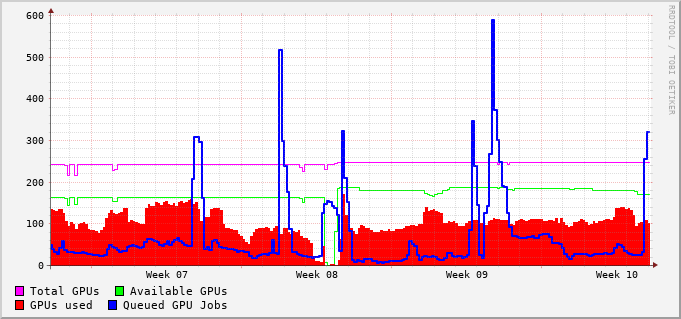 600
500
400
300
200
100
0
Week 07 Week 08 Week 09 Week 10
Total GPUs Available GPUs
GPUs used Queued GPU Jobs
RRDTOOL / TOBI OETIKER